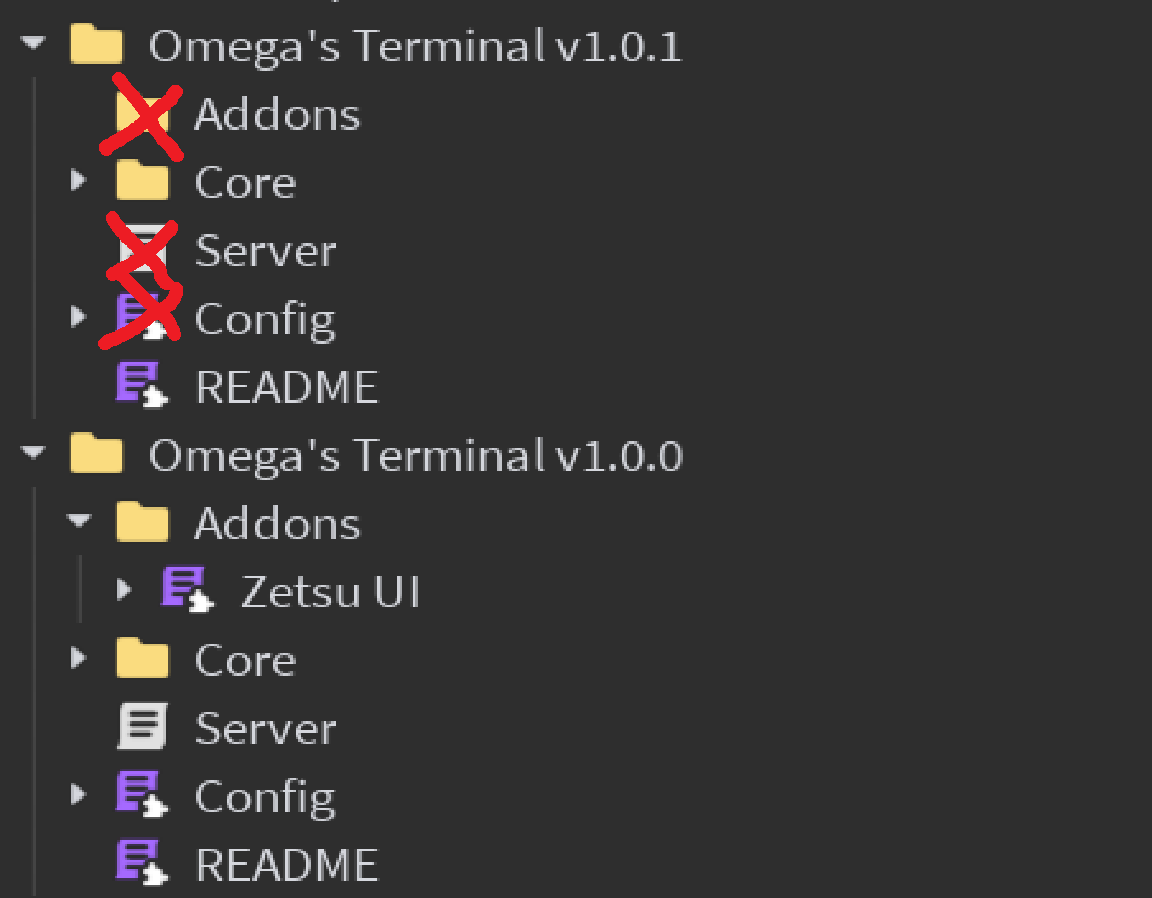 Omega's Terminal v1.0.1
Addons
Core
Server
Config
README
Omega's Terminal v1.0.0
Addons
Zetsu UI
Core
Server
Config
README